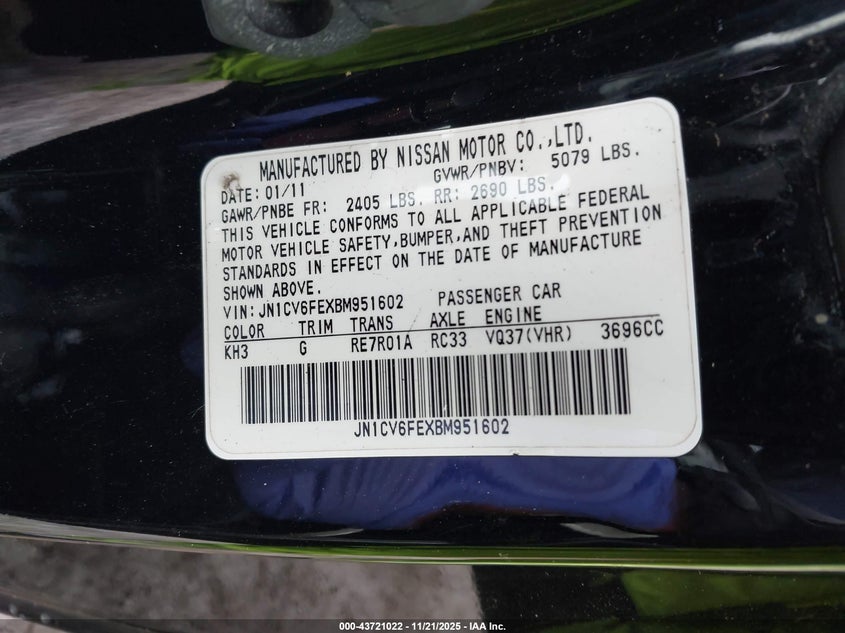 MANUFACTURED BY NISSAN MOTOR CO.,LTD.
DATE: 01/11 GVWR/PNBV: 5079 LBS.
GAWR/PNBE FR: 2405 LBS. RR: 2690 LBS.
THIS VEHICLE CONFORMS TO ALL APPLICABLE FEDERAL
MOTOR VEHICLE SAFETY,BUMPER,AND THEFT PREVENTION
STANDARDS IN EFFECT ON THE DATE OF MANUFACTURE
SHOWN ABOVE.
VIN:JN1CV6FEXBM951602 PASSENGER CAR
COLOR TRIM TRANS AXLE ENGINE
KH3 G RE7R01A RC33 VQ37(VHR) 3696CC
JN1CV6FEXBM951602
000-43721022 - 11/21/2025 - IAA Inc.